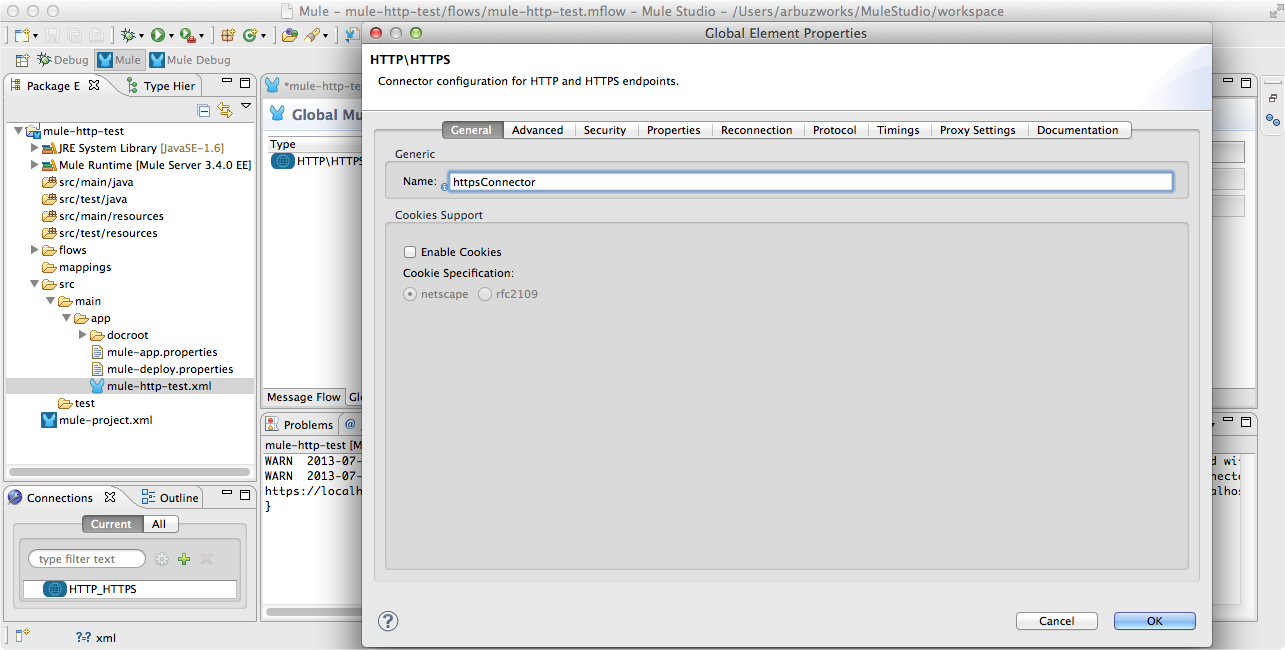 Mule – mule-http-test/flows/mule-http-test.mflow – Mule Studio – /Users/arbuzworks/MuleStudio/workspace
Debug
Mule
Mule Debug
Package E
Type Hier
mule-http-test
JRE System Library [JavaSE-1.6]
Mule Runtime [Mule Server 3.4.0 EE]
src/main/java
src/test/java
src/main/resources
src/test/resources
flows
mappings
src
main
app
docroot
mule-app.properties
mule-deploy.properties
mule-http-test.xml
test
mule-project.xml
Connections
Outline
Current
All
type filter text
HTTP_HTTPS
xml
*mule-http-te
Global Mu
Type
HTTP\HTTPS
Message Flow
Glo
Problems
@
mule-http-test [M
WARN 2013-07-
WARN 2013-07-
https://localh
}
d wi
necto
alhos
Global Element Properties
HTTP\HTTPS
Connector configuration for HTTP and HTTPS endpoints.
General
Advanced
Security
Properties
Reconnection
Protocol
Timings
Proxy Settings
Documentation
Generic
Name:
httpsConnector
Cookies Support
Enable Cookies
Cookie Specification:
netscape
rfc2109
?
Cancel
OK